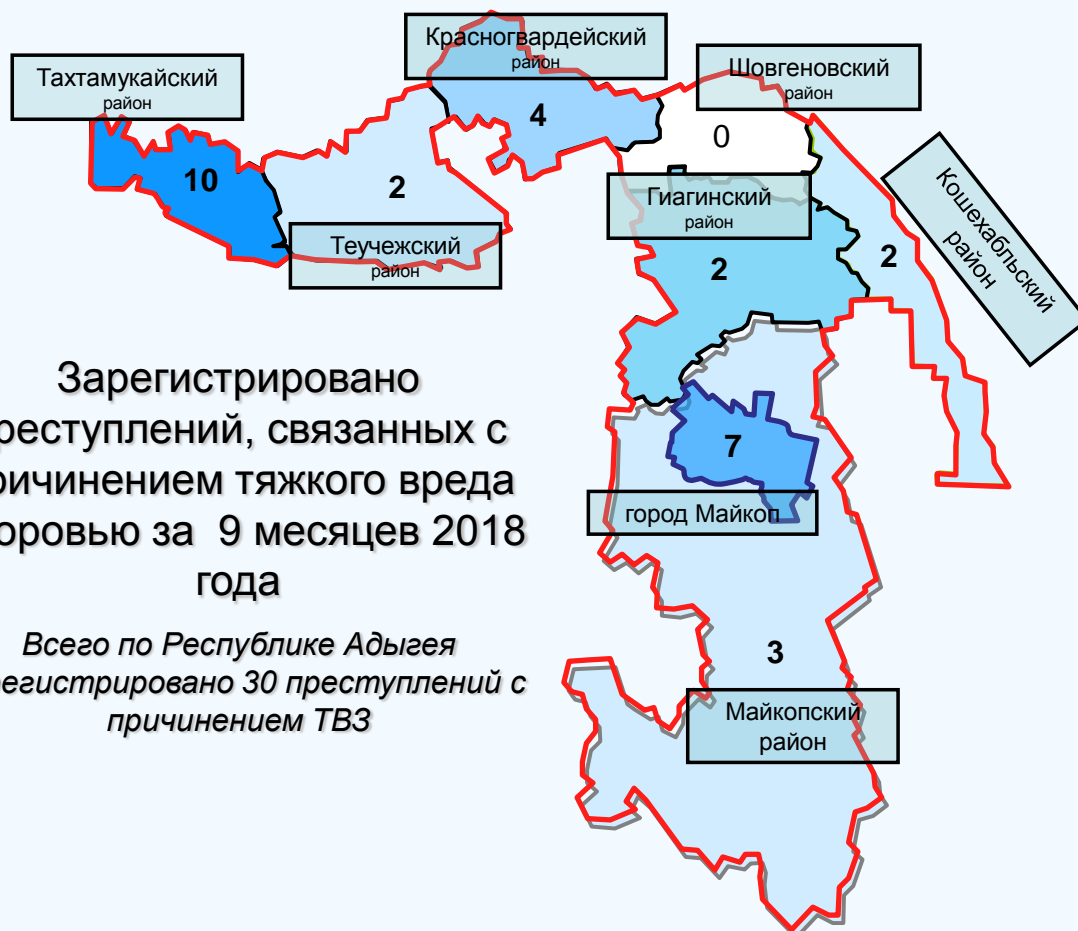 Красногвардейский
район
Шовгеновский
район
Тахтамукайский
район
4
0
10
2
Гиагинский
район
Кошехабльский
район
Теучежский
район
2
2
Зарегистрировано
реступлений, связанных с
ричинением тяжкого вреда
оровью за 9 месяцев 2018
года
7
город Майкоп
Всего по Республике Адыгея
регистрировано 30 преступлений с
причинением ТВЗ
3
Майкопский
район